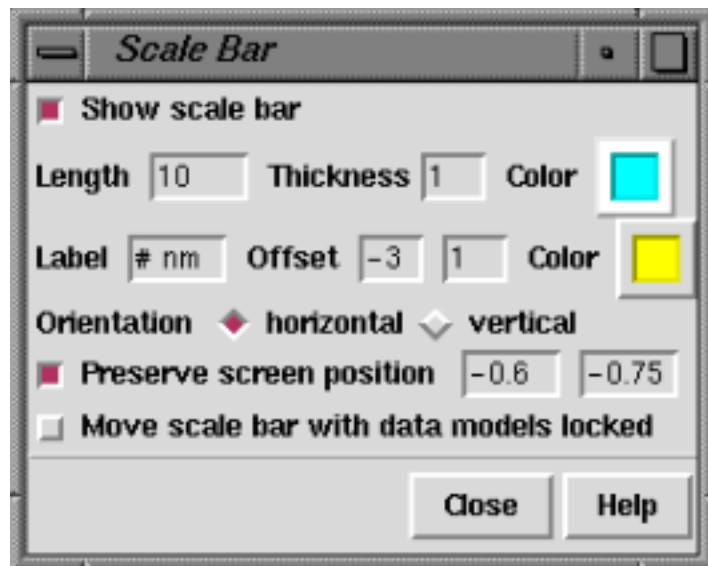 Scale Bar
Show scale bar
Length 10 Thickness 1 Color
Label # nm Offset -3 1 Color
Orientation horizontal vertical
Preserve screen position -0.6 -0.75
Move scale bar with data models locked
Close Help